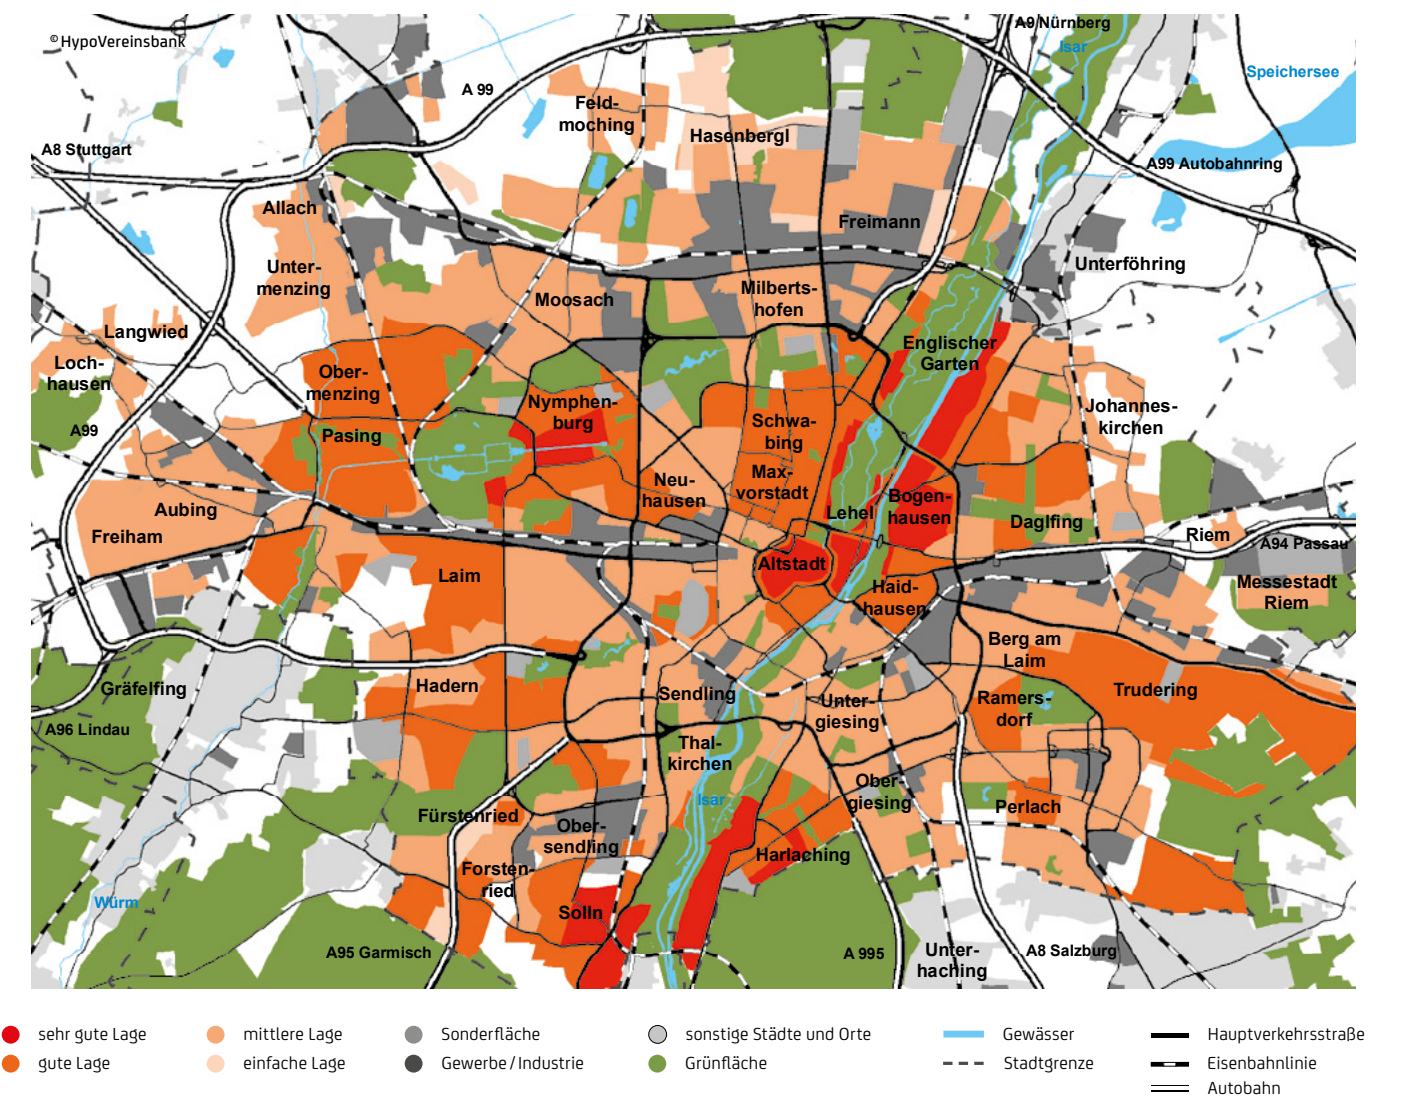 © HypoVereinsbank
A9 Nürnberg
Isar
Speichersee
A 99
Feld-
moching
Hasenbergl
A8 Stuttgart
A99 Autobahnring
Allach
Freimann
Unter-
menzing
Unterföhring
Moosach
Milberts-
hofen
Langwied
Englischer
Garten
Loch-
hausen
Ober-
menzing
Nymphen-
burg
Johannes-
kirchen
A99
Pasing
Schwa-
bing
Neu-
hausen
Max-
vorstadt
Aubing
Lehel
Bogen-
hausen
Daglfing
Freiham
Riem
A94 Passau
Laim
Altstadt
Haid-
hausen
Messestadt
Riem
Berg am
Laim
Gräfelfing
Hadern
Sendling
Unter-
giesing
Ramers-
dorf
Trudering
A96 Lindau
Thal-
kirchen
Isar
Ober-
giesing
Perlach
Fürstenried
Ober-
sendling
Harlaching
Forsten-
ried
Würm
Solln
A95 Garmisch
A 995
Unter-
haching
A8 Salzburg
sehr gute Lage
mittlere Lage
Sonderfläche
sonstige Städte und Orte
Gewässer
Hauptverkehrsstraße
gute Lage
einfache Lage
Gewerbe / Industrie
Grünfläche
Stadtgrenze
Eisenbahnlinie
Autobahn